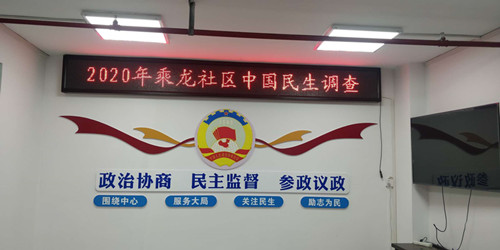 2020年乘龙社区中国民生调查
政治协商 民主监督 参政议政
围绕中心 服务大局 关注民生 励志为民